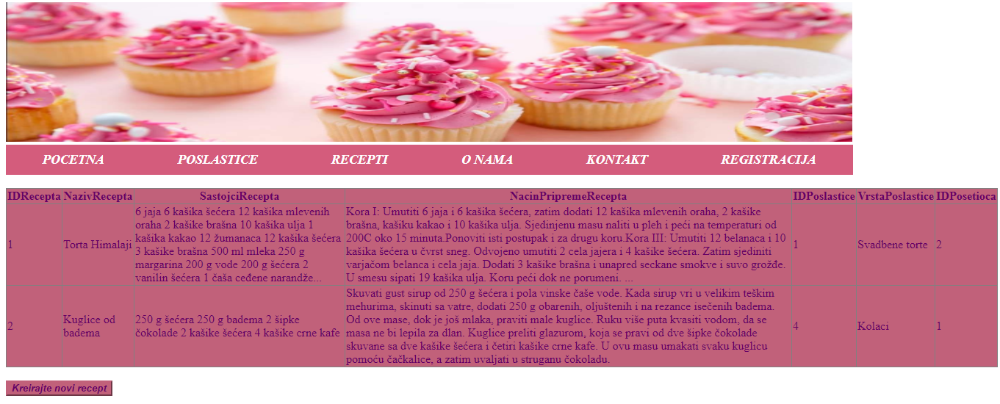 POCETNA POSLASTICE RECEPTI O NAMA KONTAKT REGISTRACIJA
IDRecepta NazivRecepta SastojciRecepta NacinPripremeRecepta IDPoslastice VrstaPoslastice IDPosetioca
1
Torta Himalaji
6 jaja 6 kašika šećera 12 kašika mlevenih
oraha 2 kašike brašna 10 kašika ulja 1
kašika kakao 12 žumanaca 12 kašika šećera
3 kašike brašna 500 ml mleka 250 g
margarina 200 g vode 200 g šećera 2
vanilin šećera 1 čaša ceđene narandže...
Kora I: Umutiti 6 jaja i 6 kašika šećera, zatim dodati 12 kašika mlevenih oraha, 2 kašike
brašna, kašiku kakao i 10 kašika ulja. Sjedinjenu masu naliti u pleh i peći na temperaturi od
200C oko 15 minuta.Ponoviti isti postupak i za drugu koru.Kora III: Umutiti 12 belanaca i 10
kašika šećera u čvrst sneg. Odvojeno umutiti 2 cela jajera i 4 kašike šećera. Zatim sjediniti
varjačom belanca i cela jaja. Dodati 3 kašike brašna i unapred seckane smokve i suvo grožđe.
U smesu sipati 19 kašika ulja. Koru peći dok ne porumeni. ...
1
Svadbene torte
2
2
Kuglice od
badema
250 g šećera 250 g badema 2 šipke
čokolade 2 kašike šećera 4 kašike crne kafe
Skuvati gust sirup od 250 g šećera i pola vinske čaše vode. Kada sirup vri u velikim teškim
mehurima, skinuti sa vatre, dodati 250 g obarenih, oljuštenih i na rezance isečenih badema.
Od ove mase, dok je još mlaka, praviti male kuglice. Ruku više puta kvasiti vodom, da se
masa ne bi lepila za dlan. Kuglice preliti glazurom, koja se pravi od dve šipke čokolade
skuvane sa dve kašike šećera i četiri kašike crne kafe. U ovu masu umakati svaku kuglicu
pomoću čačkalice, a zatim uvaljati u struganu čokoladu.
4
Kolaci
1
Kreirajte novi recept